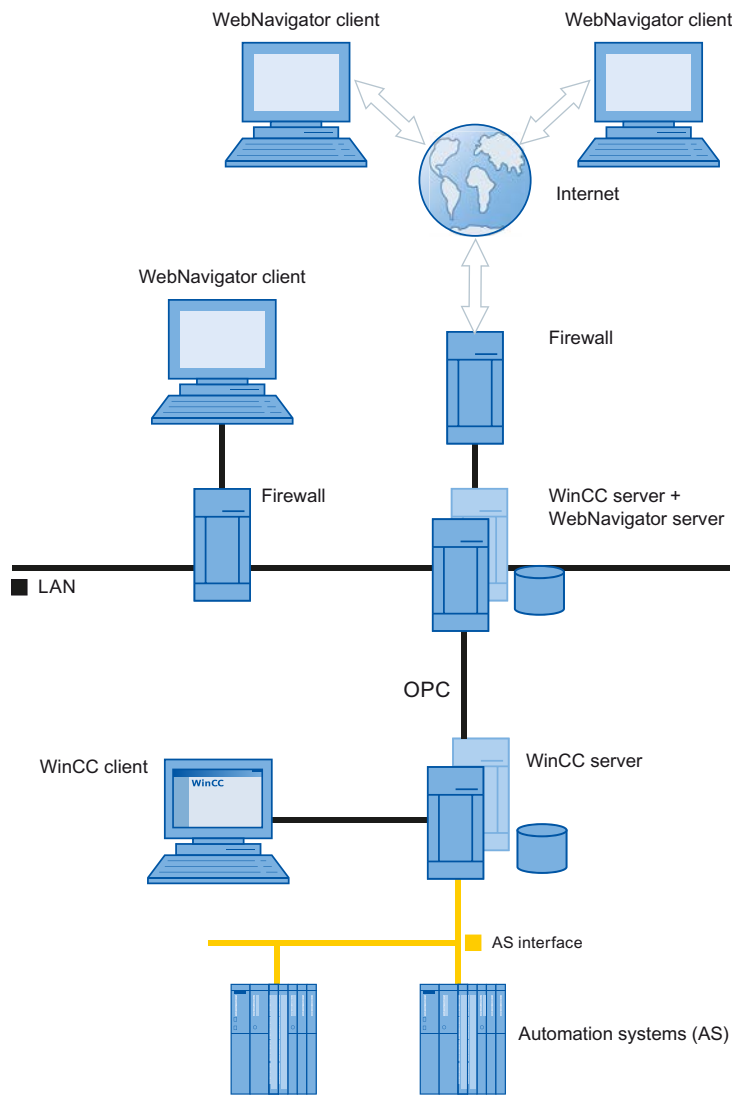 WebNavigator client
WebNavigator client
Internet
WebNavigator client
Firewall
Firewall
WinCC server +
WebNavigator server
LAN
OPC
WinCC client
WinCC
WinCC server
AS interface
Automation systems (AS)